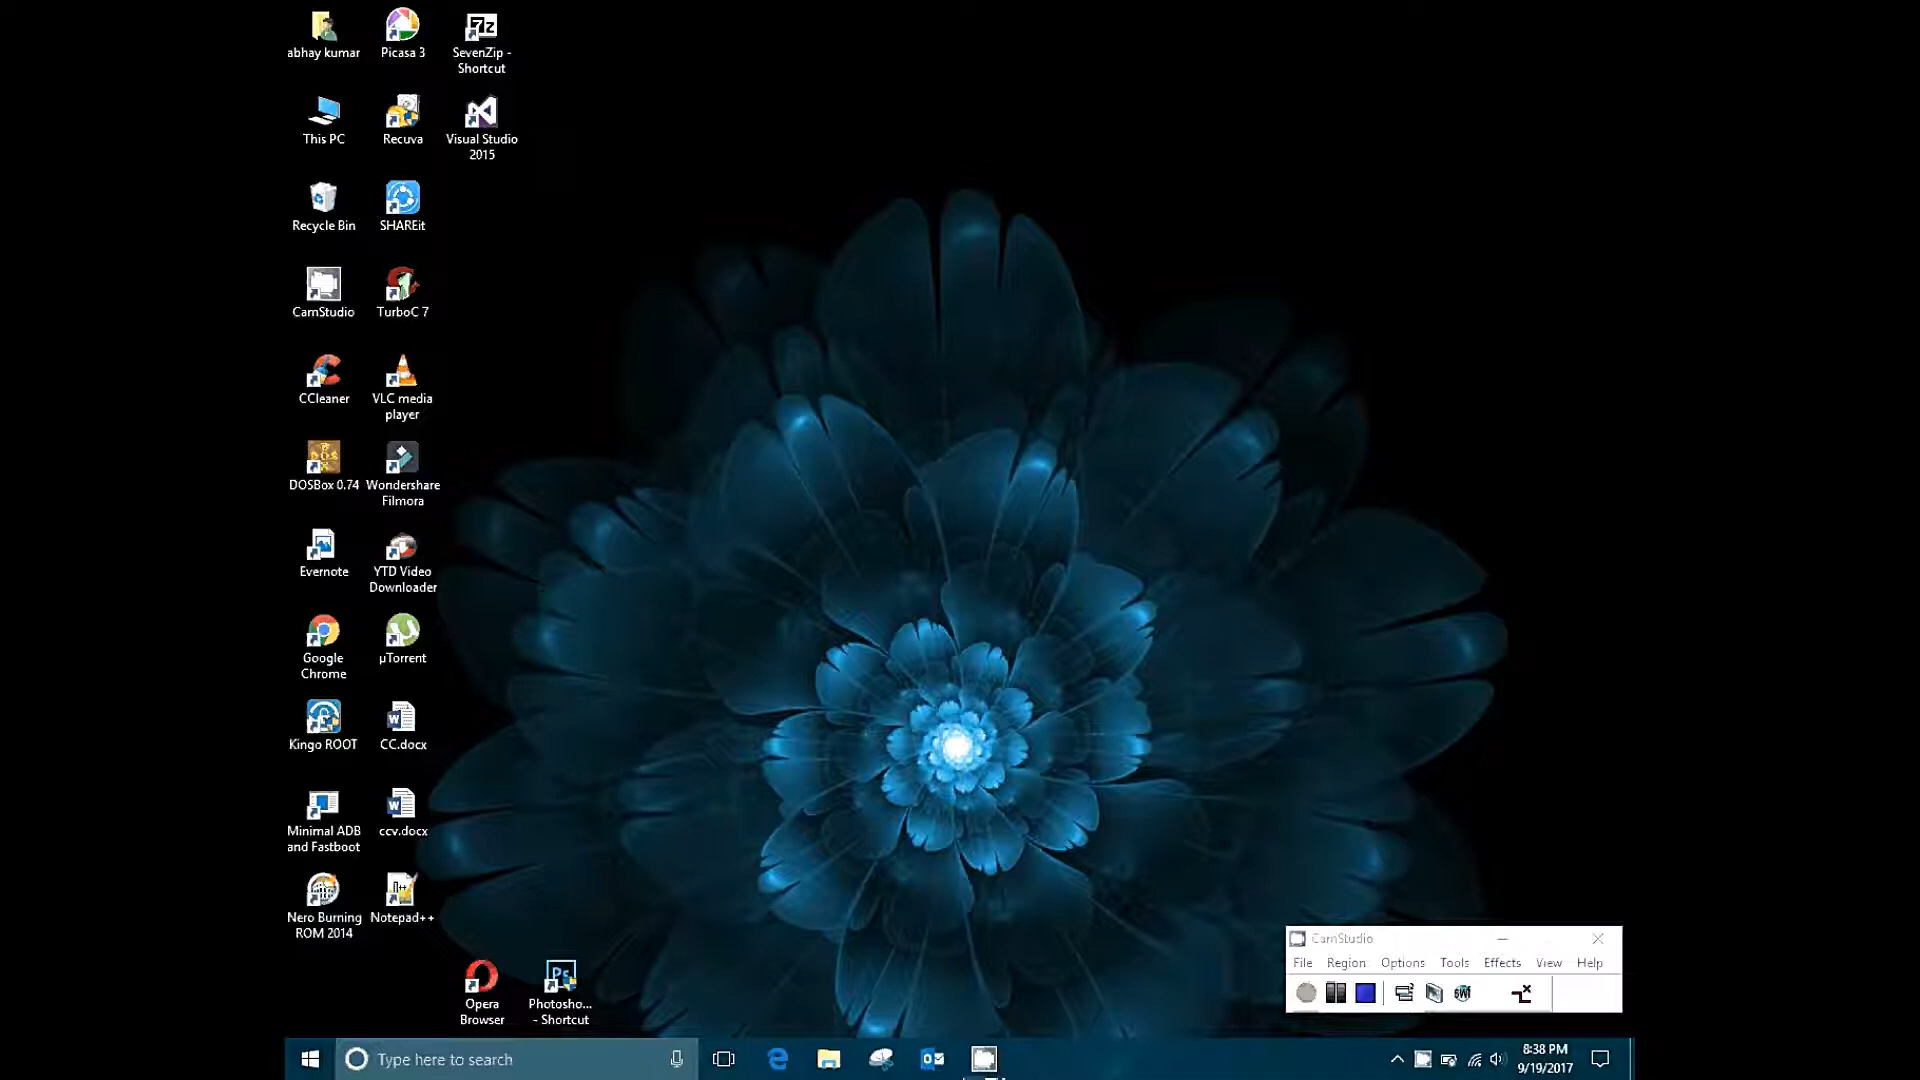 abhay kumar
Picasa 3
SevenZip -
Shortcut
This PC
Recuva
Visual Studio
2015
Recycle Bin
SHAREit
CamStudio
TurboC 7
CCleaner
VLC media
player
DOSBox 0.74
Wondershare
Filmora
Evernote
YTD Video
Downloader
Google
Chrome
µTorrent
Kingo ROOT
CC.docx
Minimal ADB
and Fastboot
ccv.docx
Nero Burning
ROM 2014
Notepad++
Opera
Browser
Photosho...
- Shortcut
CamStudio
File Region Options Tools Effects View Help
Type here to search
8:38 PM
9/19/2017